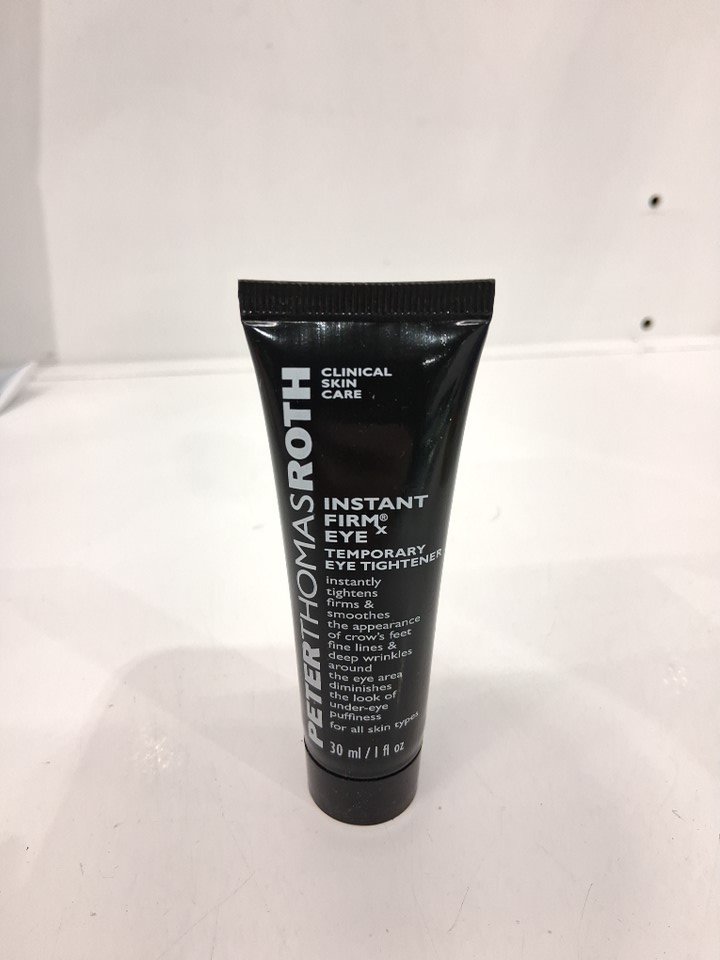 PETERTHOMASROTH
CLINICAL
SKIN
CARE
INSTANT
FIRM®
EYE x
TEMPORARY
EYE TIGHTENER
instantly
tightens
firms &
smoothes
the appearance
of crow's feet
fine lines &
deep wrinkles
around
the eye area
diminishes
the look of
under-eye
puffiness
for all skin types
30 ml / 1 fl oz